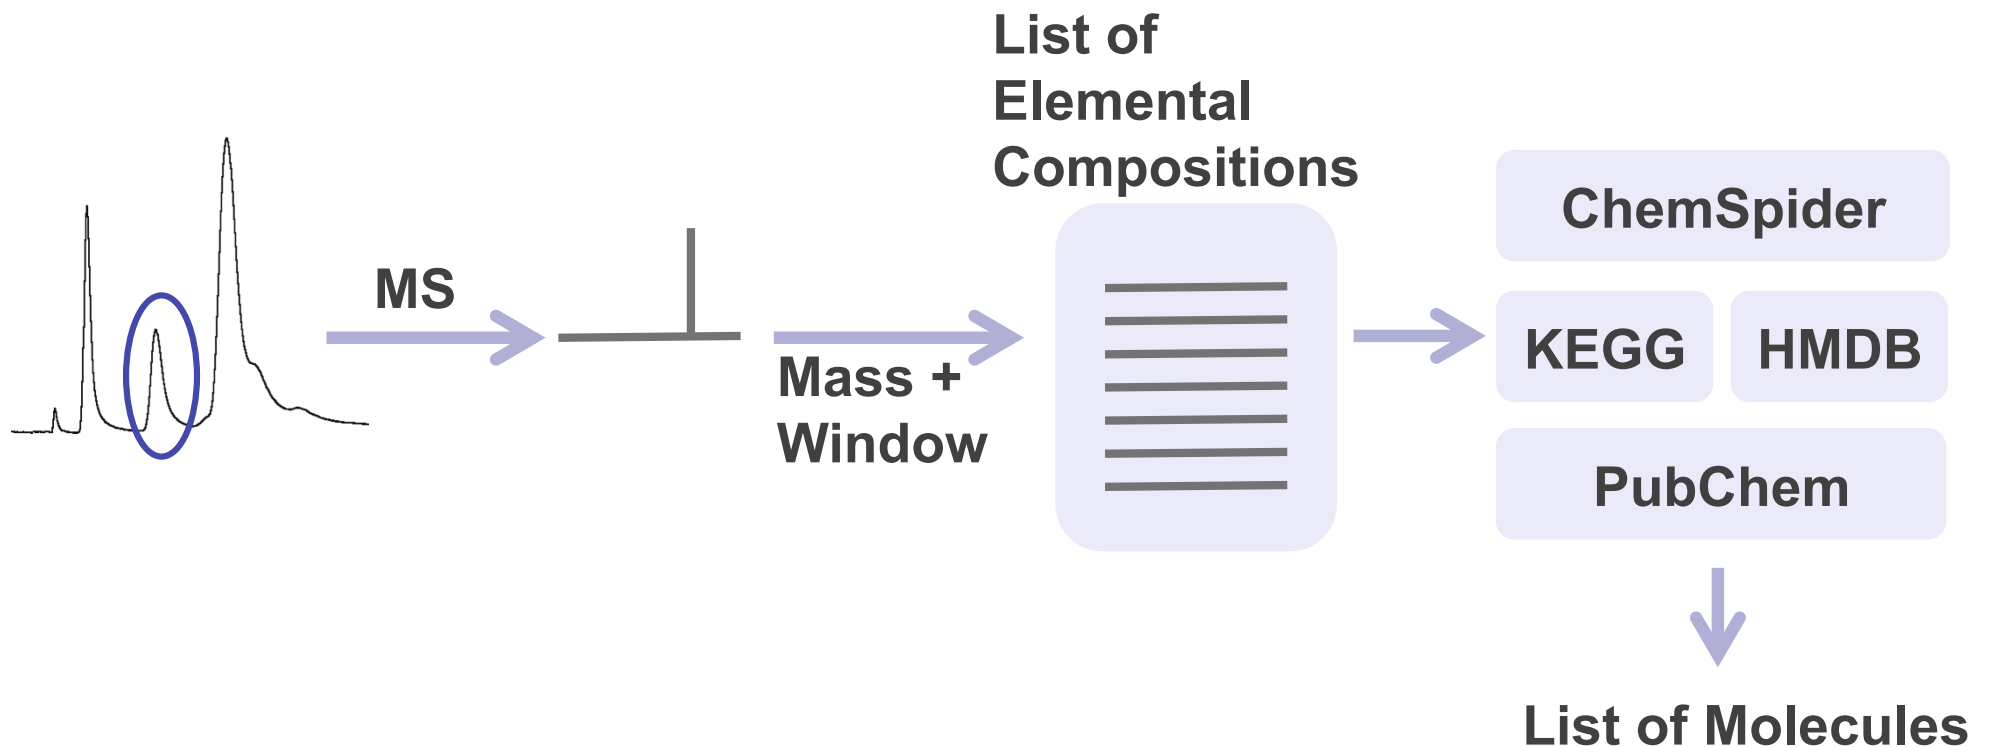 MS
Mass +
Window
List of
Elemental
Compositions
ChemSpider
KEGG
HMDB
PubChem
List of Molecules